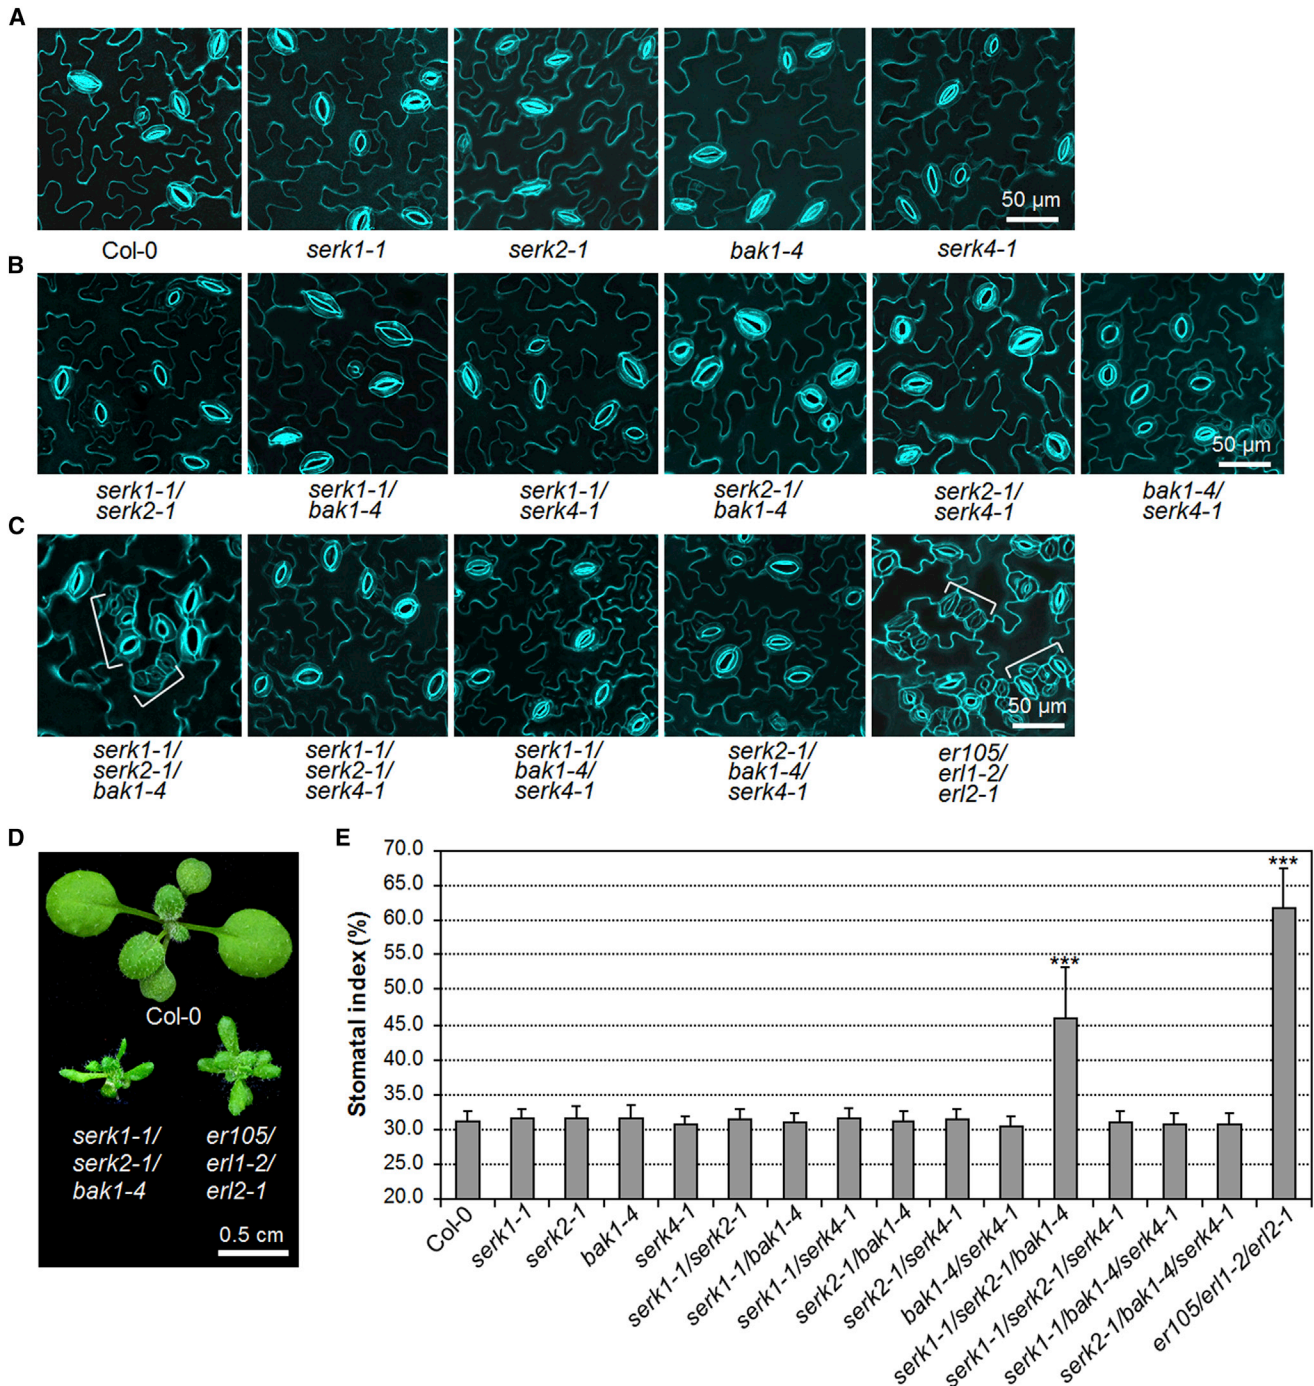 A
Col-0
serk1-1
serk2-1
bak1-4
serk4-1
50 µm
B
serk1-1/
serk2-1
serk1-1/
bak1-4
serk1-1/
serk4-1
serk2-1/
bak1-4
serk2-1/
serk4-1
bak1-4/
serk4-1
50 µm
C
serk1-1/
serk2-1/
bak1-4
serk1-1/
serk2-1/
serk4-1
serk1-1/
bak1-4/
serk4-1
serk2-1/
bak1-4/
serk4-1
er105/
erl1-2/
erl2-1
50 µm
D
Col-0
serk1-1/
serk2-1/
bak1-4
er105/
erl1-2/
erl2-1
0.5 cm
E
Stomatal index (%)
70.0
65.0
60.0
55.0
50.0
45.0
40.0
35.0
30.0
25.0
20.0
***
***
Col-0
serk1-1
serk2-1
bak1-4
serk4-1
serk1-1/serk2-1
serk1-1/bak1-4
serk1-1/serk4-1
serk2-1/bak1-4
serk2-1/serk4-1
bak1-4/serk4-1
serk1-1/serk2-1/bak1-4
serk1-1/serk2-1/serk4-1
serk1-1/bak1-4/serk4-1
serk2-1/bak1-4/serk4-1
er105/erl1-2/erl2-1